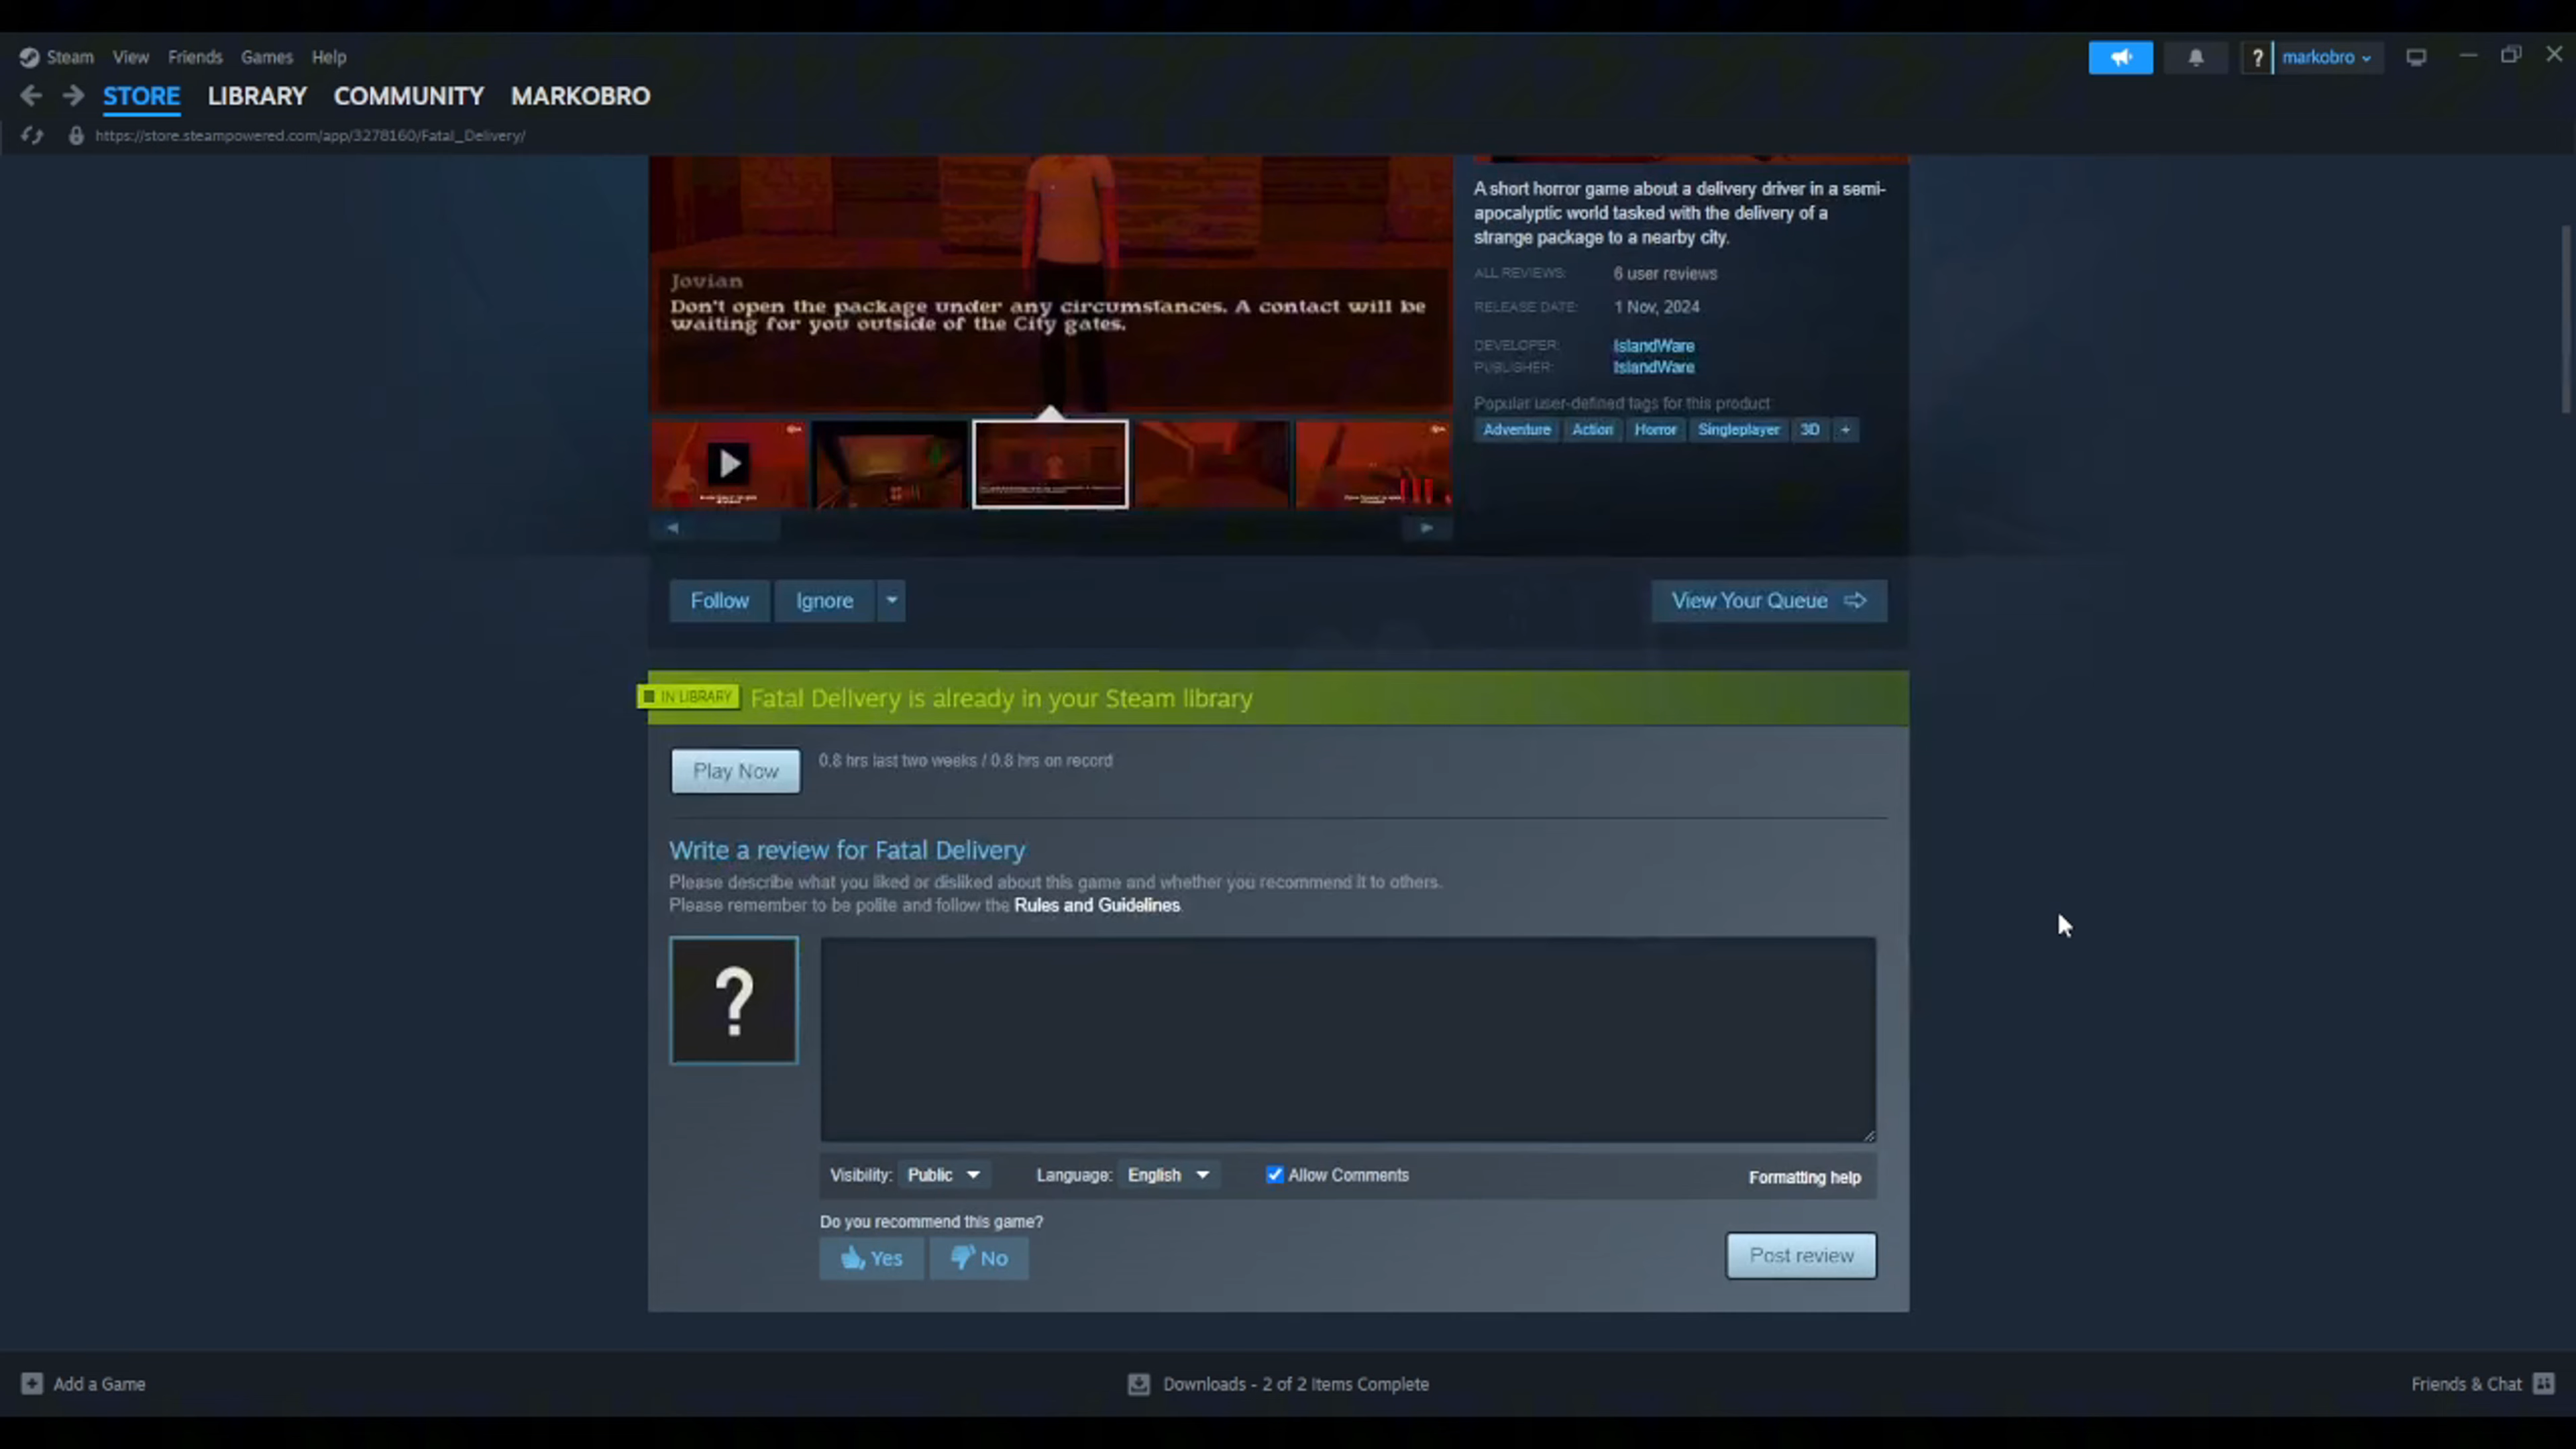 Steam View Friends Games Help
markobro
STORE LIBRARY COMMUNITY MARKOBRO
https://store.steampowered.com/app/3278160/Fatal_Delivery/
Jovian
Don't open the package under any circumstances. A contact will be
waiting for you outside of the City gates.
A short horror game about a delivery driver in a semi-
apocalyptic world tasked with the delivery of a
strange package to a nearby city.
ALL REVIEWS: 6 user reviews
RELEASE DATE: 1 Nov, 2024
DEVELOPER: IslandWare
PUBLISHER: IslandWare
Popular user-defined tags for this product
Adventure Action Horror Singleplayer 3D +
Follow Ignore
View Your Queue
IN LIBRARY Fatal Delivery is already in your Steam library
Play Now 0.8 hrs last two weeks / 0.8 hrs on record
Write a review for Fatal Delivery
Please describe what you liked or disliked about this game and whether you recommend it to others.
Please remember to be polite and follow the Rules and Guidelines
?
Visibility: Public Language: English Allow Comments Formatting help
Do you recommend this game?
Yes No
Post review
Add a Game Downloads - 2 of 2 Items Complete Friends & Chat